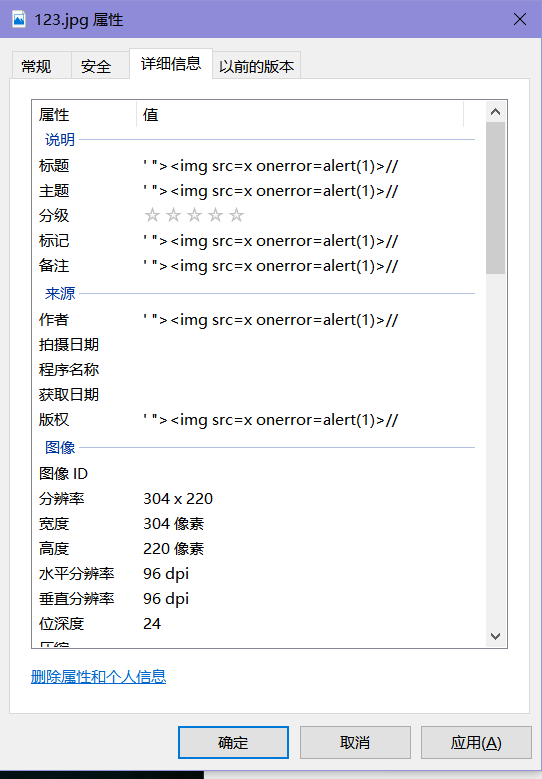 123.jpg 属性
常规 安全 详细信息 以前的版本
属性 值
说明
标题 ' "><img src=x onerror=alert(1)>//
主题 ' "><img src=x onerror=alert(1)>//
分级 ☆☆☆☆☆
标记 ' "><img src=x onerror=alert(1)>//
备注 ' "><img src=x onerror=alert(1)>//
来源
作者 ' "><img src=x onerror=alert(1)>//
拍摄日期
程序名称
获取日期
版权 ' "><img src=x onerror=alert(1)>//
图像
图像 ID
分辨率 304 x 220
宽度 304 像素
高度 220 像素
水平分辨率 96 dpi
垂直分辨率 96 dpi
位深度 24
删除属性和个人信息
确定 取消 应用(A)